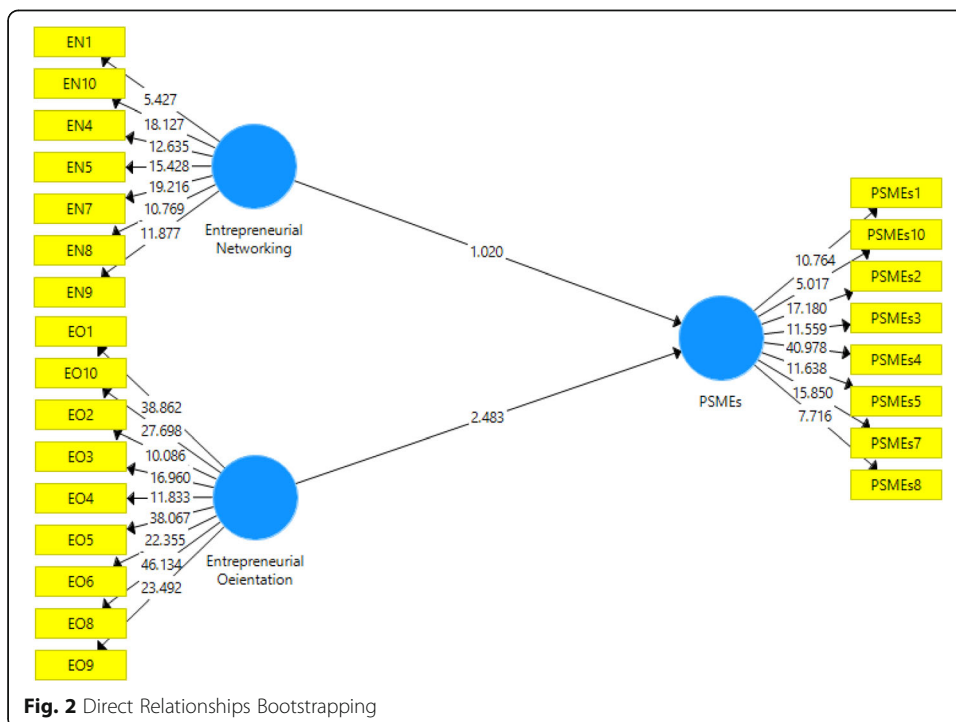 EN1
EN10
EN4
EN5
EN7
EN8
EN9
5.427
18.127
12.635
15.428
19.216
10.769
11.877
Entrepreneurial
Networking
1.020
EO1
EO10
EO2
EO3
EO4
EO5
EO6
EO8
EO9
38.862
27.698
10.086
16.960
11.833
38.067
22.355
46.134
23.492
Entrepreneurial
Oeientation
2.483
PSMEs
10.764
5.017
17.180
11.559
40.978
11.638
15.850
7.716
PSMEs1
PSMEs10
PSMEs2
PSMEs3
PSMEs4
PSMEs5
PSMEs7
PSMEs8
Fig. 2 Direct Relationships Bootstrapping